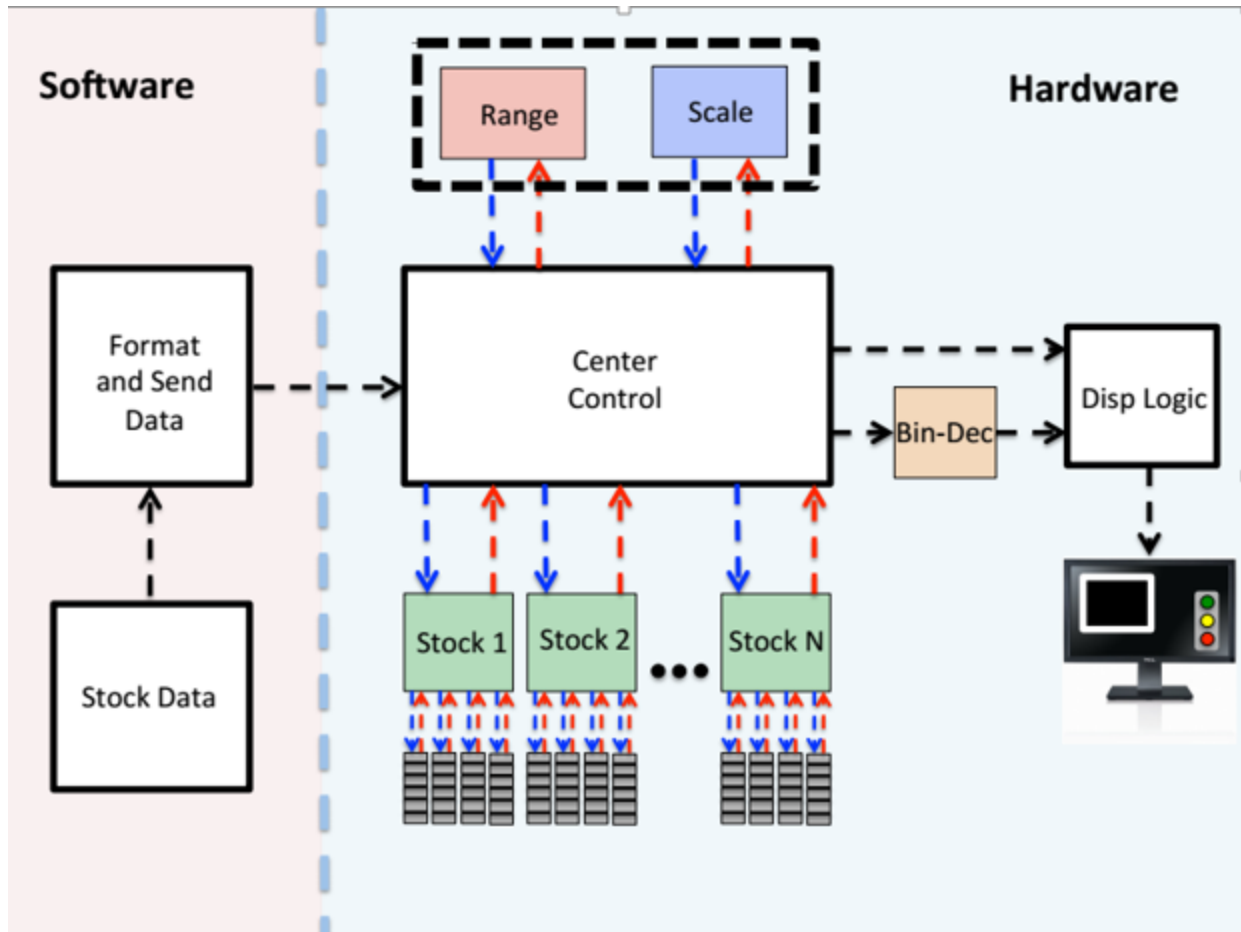 Software
Hardware
Range
Scale
Format
and Send
Data
Center
Control
Disp Logic
Bin-Dec
Stock Data
Stock 1
Stock 2
Stock N